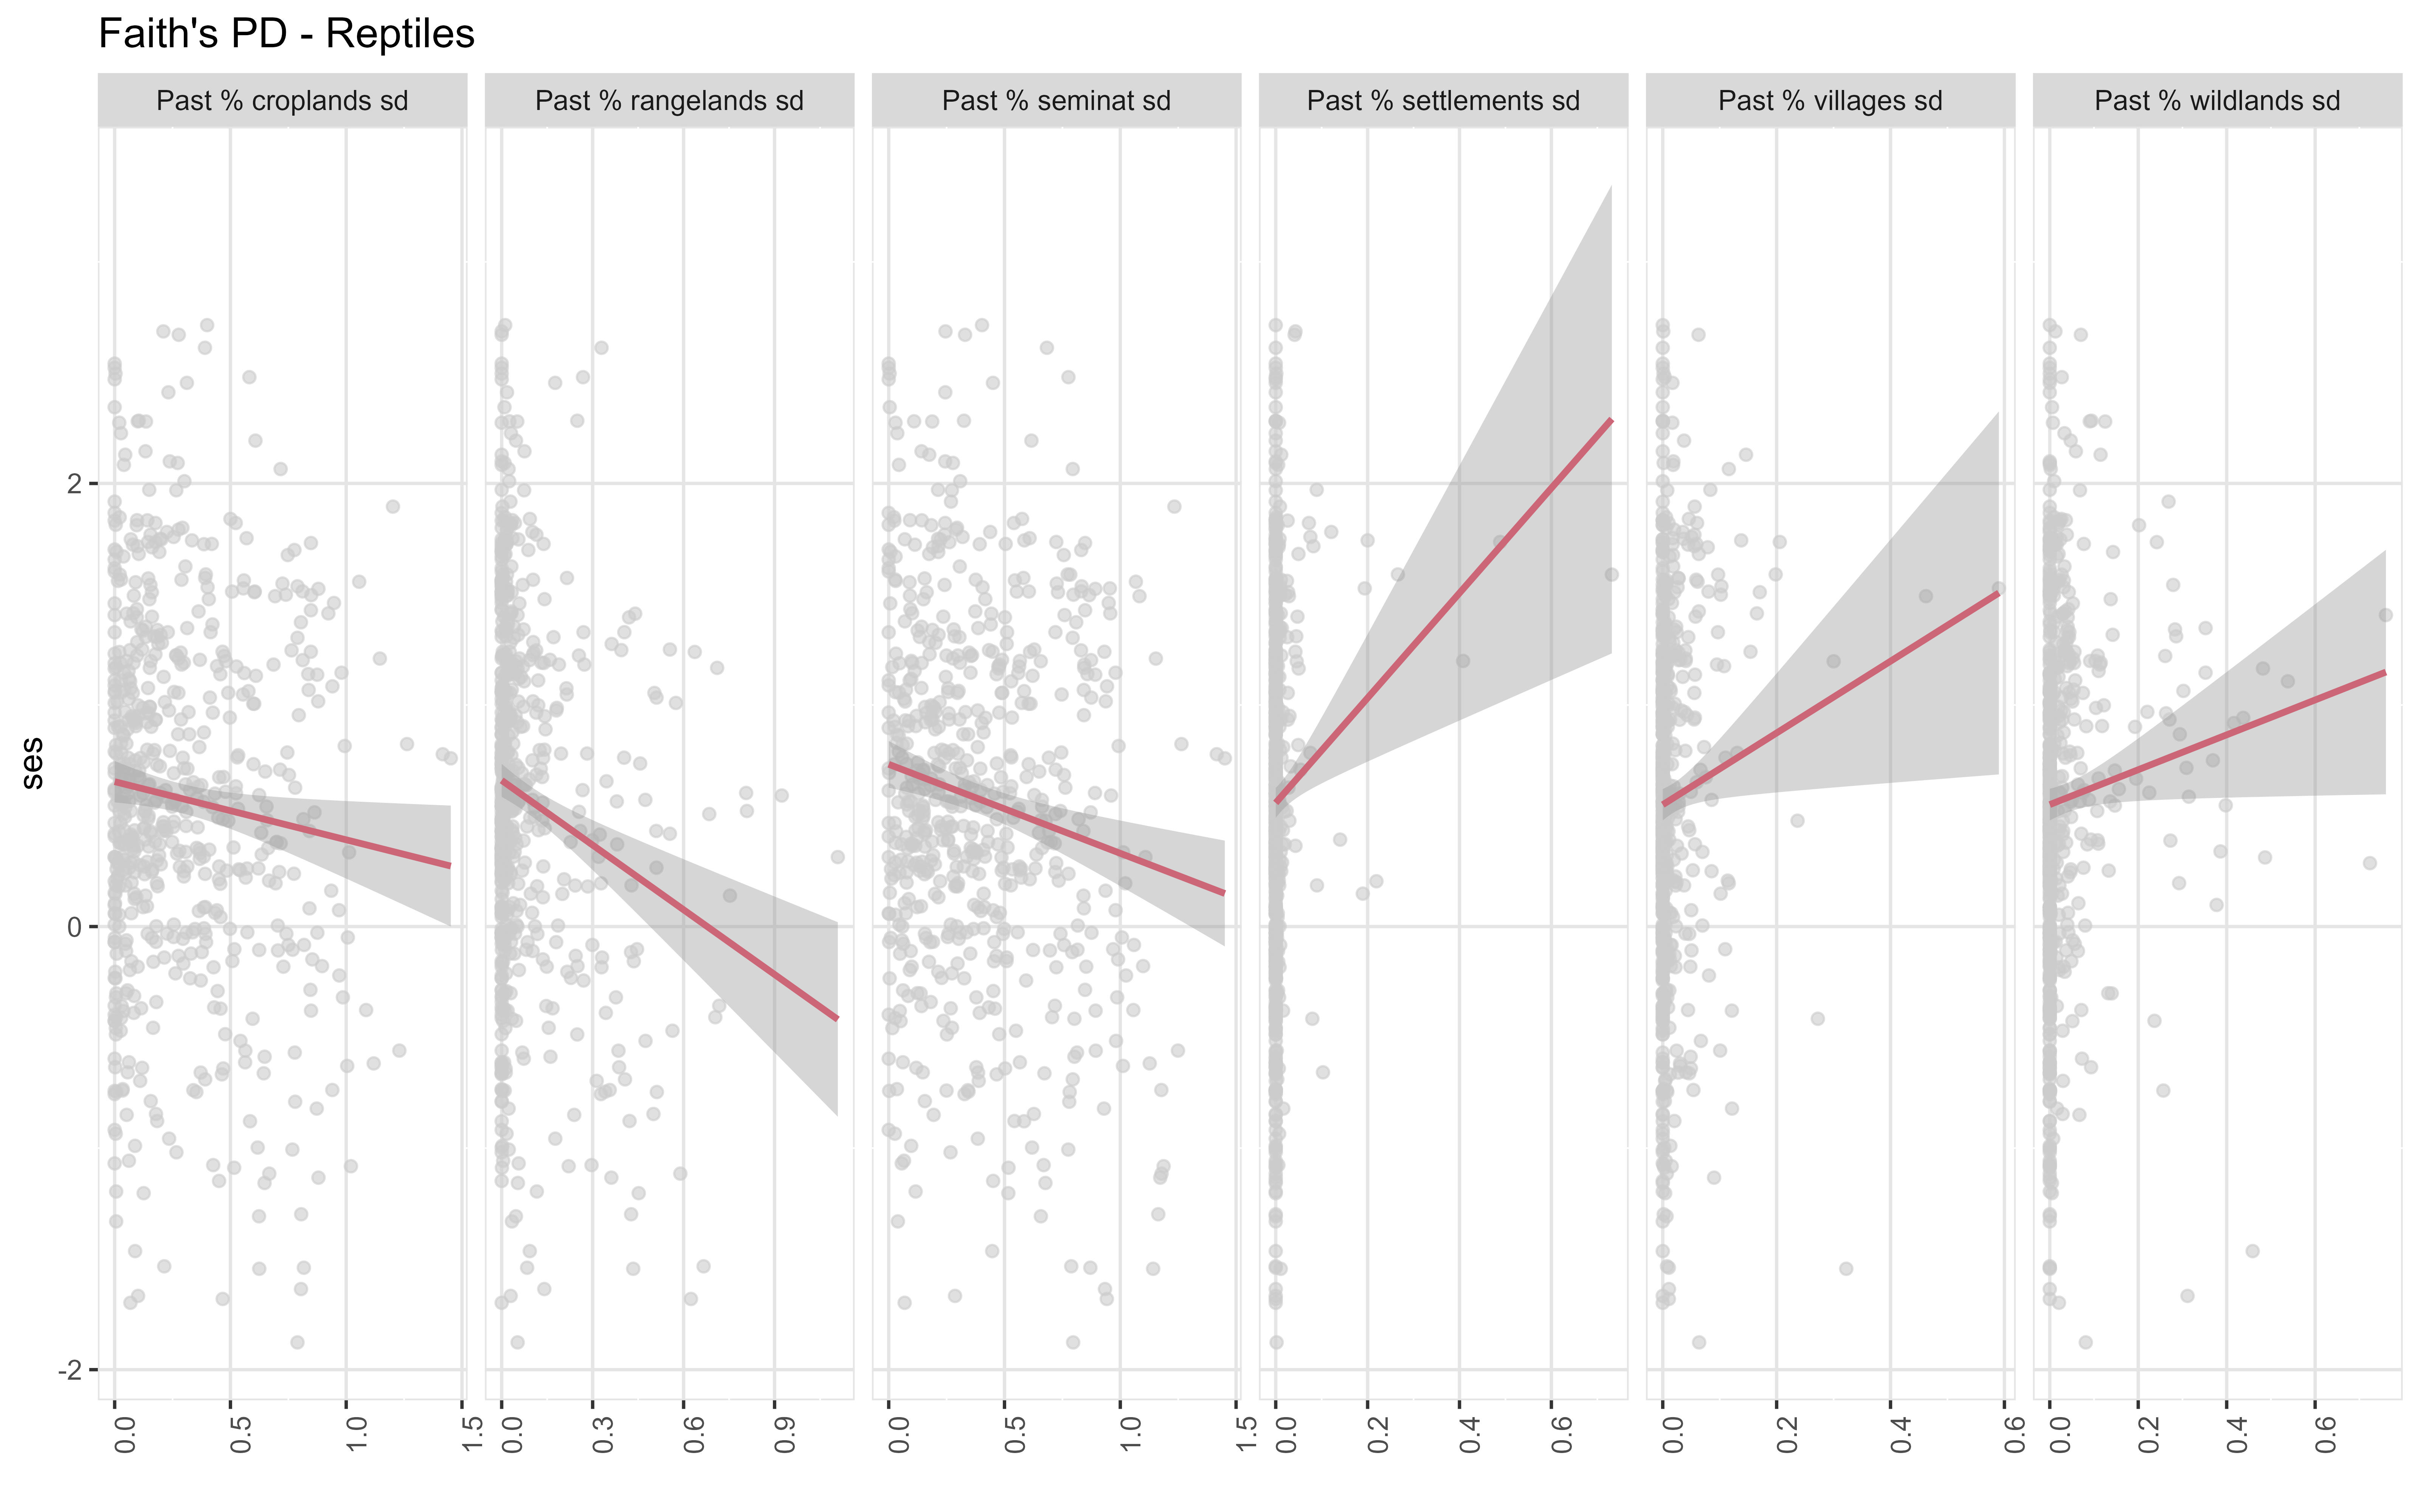 Faith's PD - Reptiles
Past % croplands sd
Past % rangelands sd
Past % seminat sd
Past % settlements sd
Past % villages sd
Past % wildlands sd
ses
2
0
-2
0.0 0.5 1.0 1.5
0.0 0.3 0.6 0.9
0.0 0.5 1.0 1.5
0.0 0.2 0.4 0.6
0.0 0.2 0.4 0.6
0.0 0.2 0.4 0.6